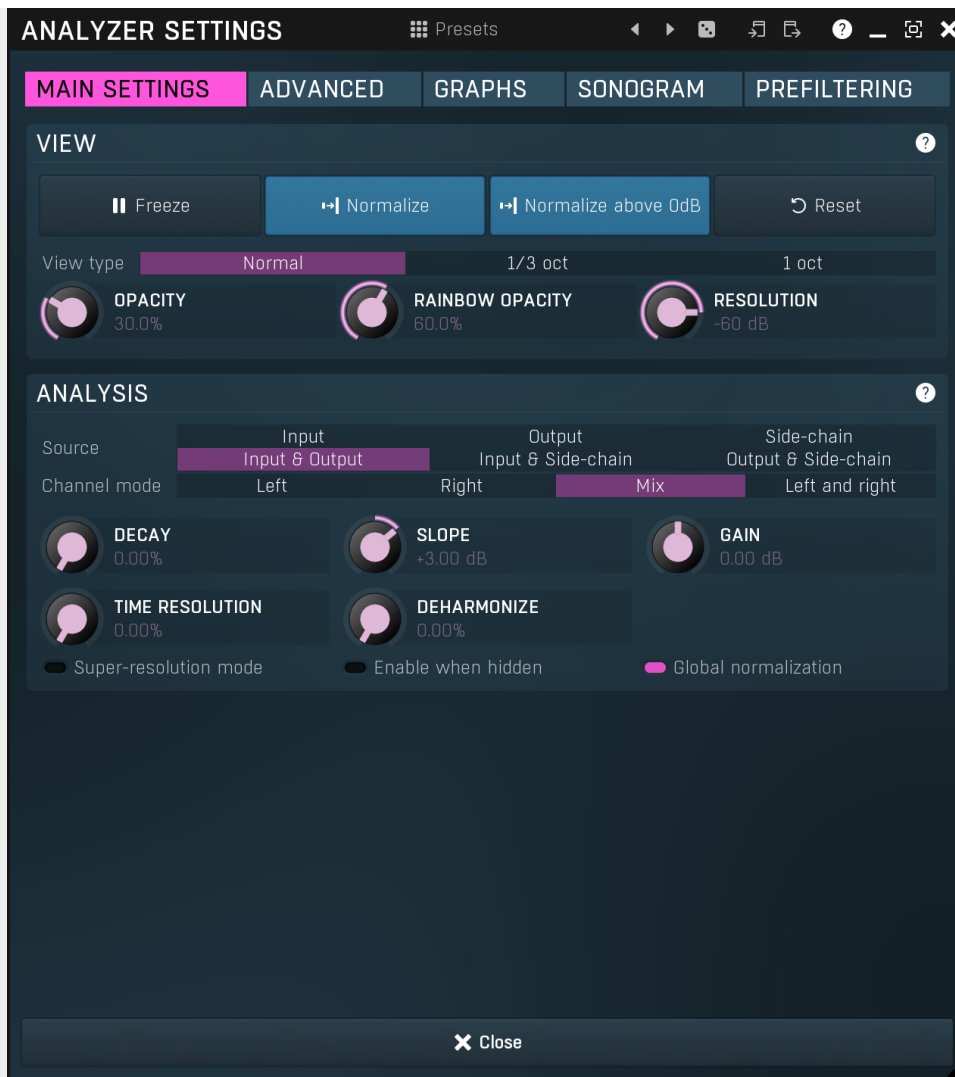 ANALYZER SETTINGS Presets ?
MAIN SETTINGS ADVANCED GRAPHS SONOGRAM PREFILTERING
VIEW ?
Freeze Normalize Normalize above 0dB Reset
View type Normal 1/3 oct 1 oct
OPACITY RAINBOW OPACITY RESOLUTION
30.0% 60.0% -60 dB
ANALYSIS ?
Input Output Side-chain
Source
Input & Output Input & Side-chain Output & Side-chain
Channel mode Left Right Mix Left and right
DECAY SLOPE GAIN
0.00% +3.00 dB 0.00 dB
TIME RESOLUTION DEHARMONIZE
0.00% 0.00%
Super-resolution mode Enable when hidden Global normalization
Close